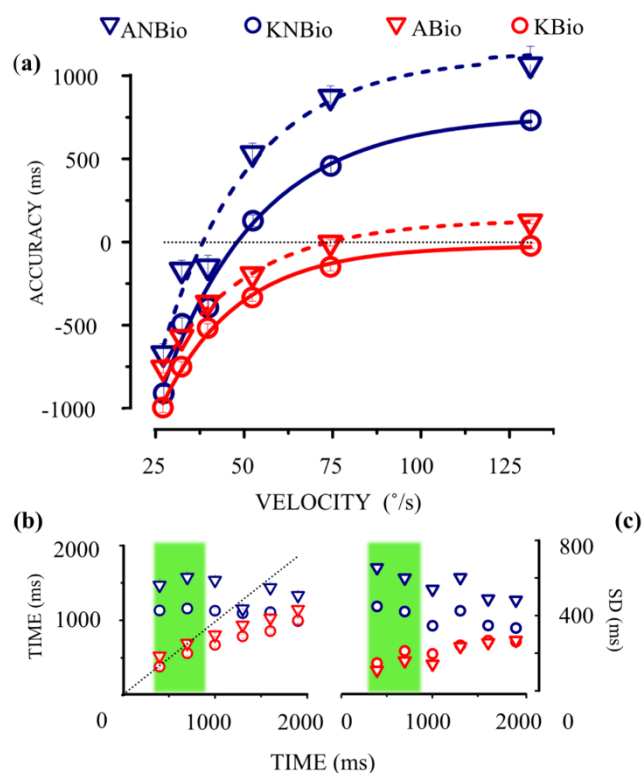 ANBio KNBio ABio KBio
(a)
ACCURACY (ms)
1000
500
0
-500
-1000
25 50 75 100 125
VELOCITY (˚/s)
(b) (c)
TIME (ms)
2000
1000
0 1000 2000
800
400
0
SD (ms)
0 1000 2000
TIME (ms)